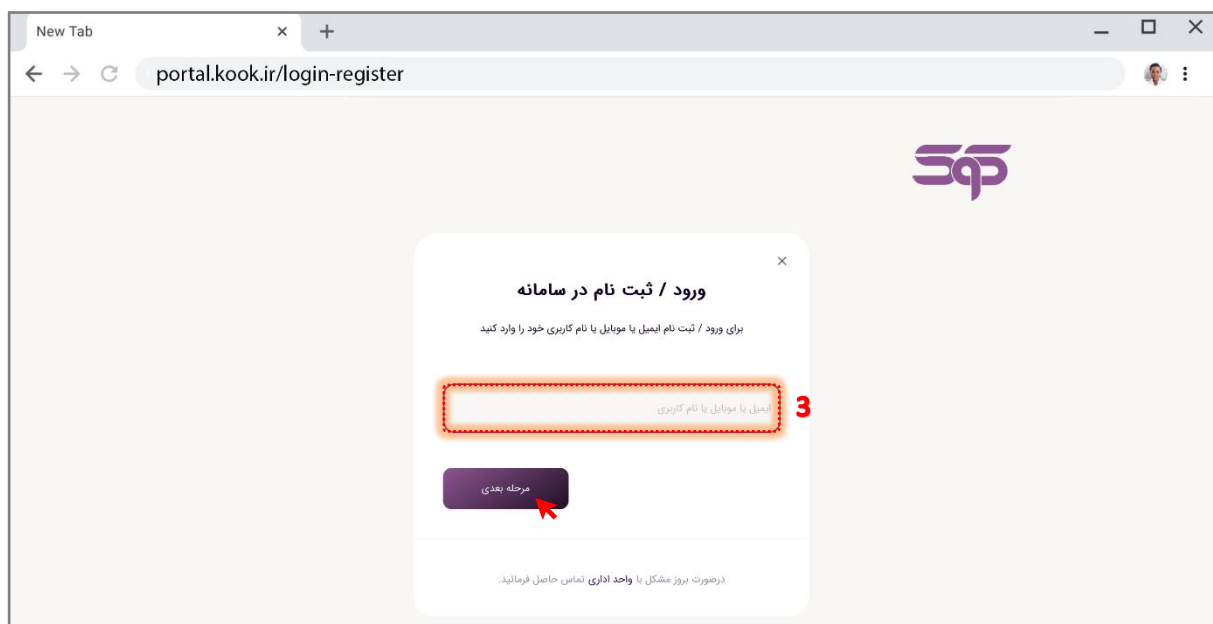 New Tab
portal.kook.ir/login-register
کوک
ورود / ثبت نام در سامانه
برای ورود / ثبت نام ایمیل یا موبایل یا نام کاربری خود را وارد کنید
ایمیل یا موبایل یا نام کاربری
3
مرحله بعدی
درصورت بروز مشکل با واحد اداری تماس حاصل فرمائید.